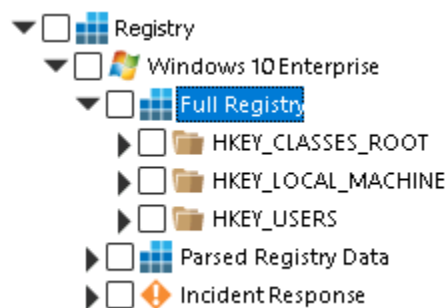 Registry
Windows 10 Enterprise
Full Registry
HKEY_CLASSES_ROOT
HKEY_LOCAL_MACHINE
HKEY_USERS
Parsed Registry Data
Incident Response